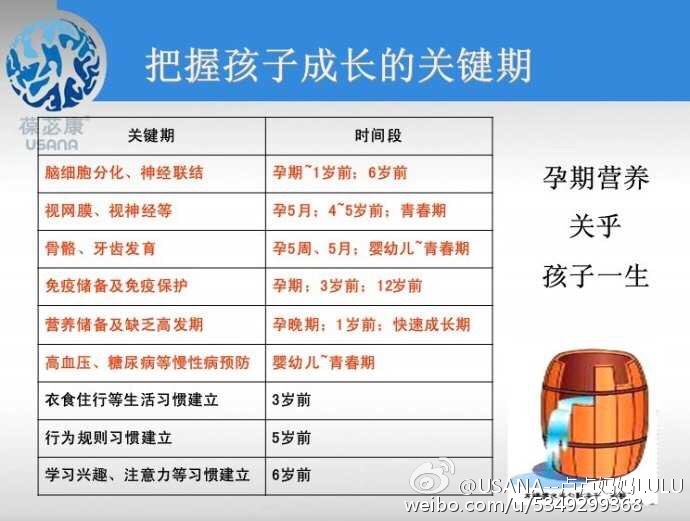 把握孩子成长的关键期
葆苾康®
USANA
关键期 时间段
脑细胞分化、神经联结 孕期~1岁前；6岁前
视网膜、视神经等 孕5月；4~5岁前；青春期
骨骼、牙齿发育 孕5周、5月；婴幼儿~青春期
免疫储备及免疫保护 孕期；3岁前；12岁前
营养储备及缺乏高发期 孕晚期；1岁前；快速成长期
高血压、糖尿病等慢性病预防 婴幼儿~青春期
衣食住行等生活习惯建立 3岁前
行为规则习惯建立 5岁前
学习兴趣、注意力等习惯建立 6岁前
孕期营养
关乎
孩子一生
@USANA--点点妈妈LULU
weibo.com/u/5349299368